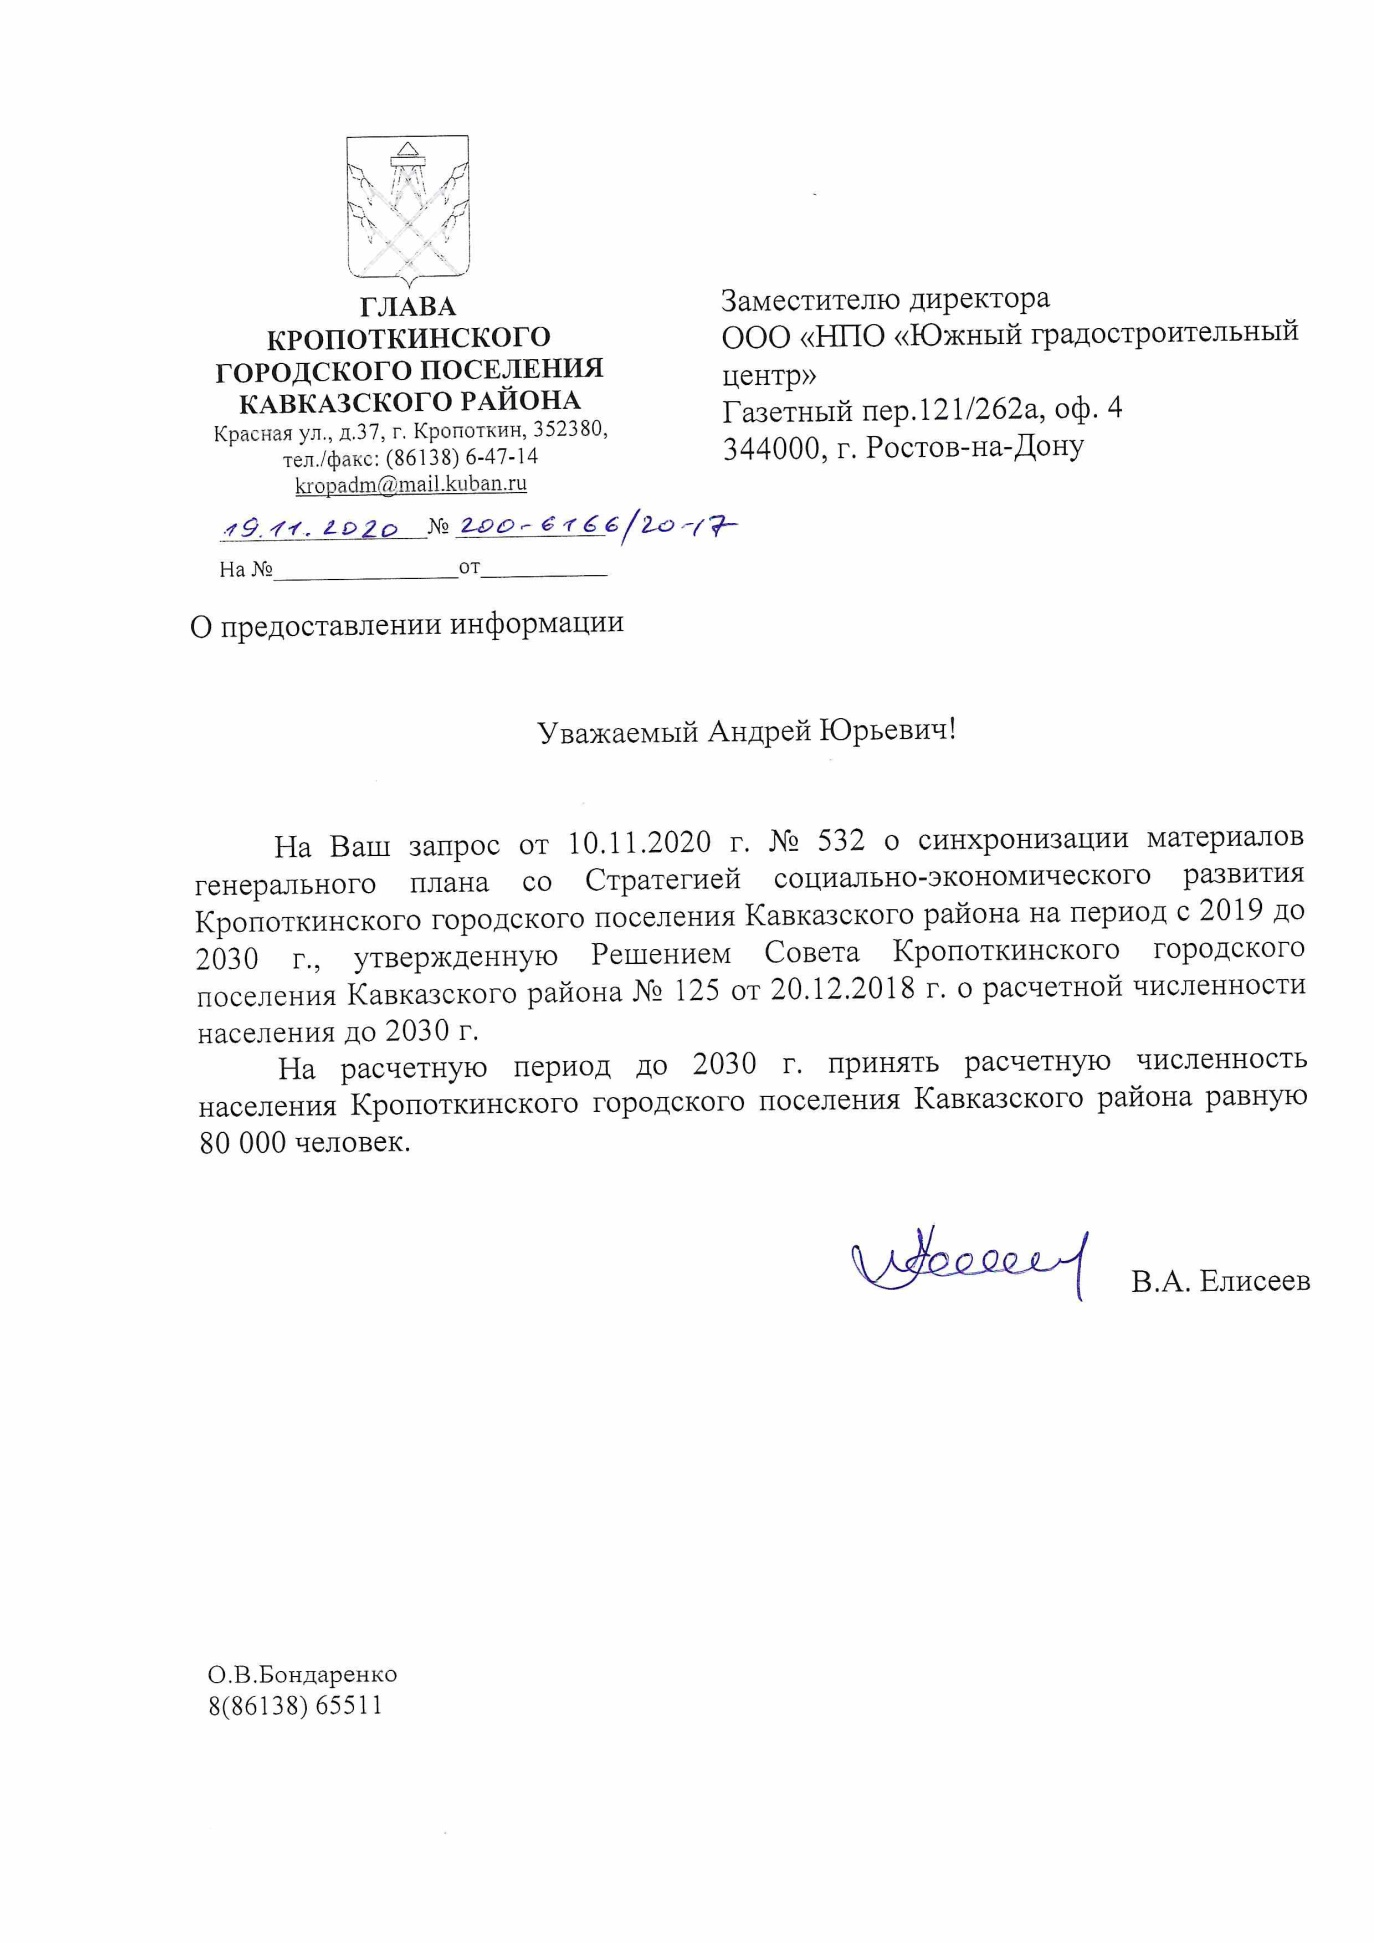 ГЛАВА
КРОПОТКИНСКОГО
ГОРОДСКОГО ПОСЕЛЕНИЯ
КАВКАЗСКОГО РАЙОНА
Красная ул., д.37, г. Кропоткин, 352380,
тел./факс: (86138) 6-47-14
kropadm@mail.kuban.ru
19.11.2020 № 200-6166/20-17
На №______________от__________
Заместителю директора
ООО «НПО «Южный градостроительный
центр»
Газетный пер.121/262а, оф. 4
344000, г. Ростов-на-Дону
О предоставлении информации
Уважаемый Андрей Юрьевич!
На Ваш запрос от 10.11.2020 г. № 532 о синхронизации материалов
генерального плана со Стратегией социально-экономического развития
Кропоткинского городского поселения Кавказского района на период с 2019 до
2030 г., утвержденную Решением Совета Кропоткинского городского
поселения Кавказского района № 125 от 20.12.2018 г. о расчетной численности
населения до 2030 г.
На расчетную период до 2030 г. принять расчетную численность
населения Кропоткинского городского поселения Кавказского района равную
80 000 человек.
В.А. Елисеев
О.В.Бондаренко
8(86138) 65511